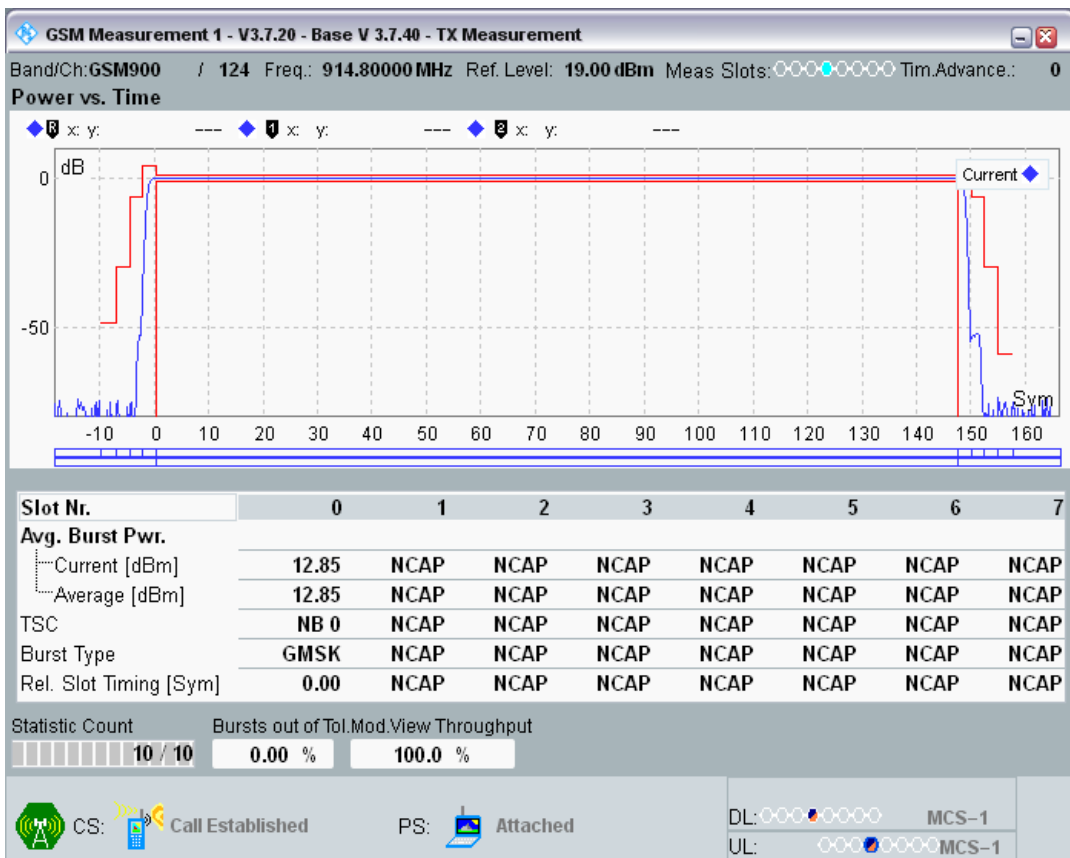 GSM Measurement 1 - V3.7.20 - Base V 3.7.40 - TX Measurement
Band/Ch:GSM900 / 124 Freq.: 914.80000 MHz Ref. Level: 19.00 dBm Meas Slots: Tim.Advance.: 0
Power vs. Time
R x: y: --- 1 x: y: --- 2 x: y: ---
dB
Current
0
-50
Sym
-10 0 10 20 30 40 50 60 70 80 90 100 110 120 130 140 150 160
Slot Nr. 0 1 2 3 4 5 6 7
Avg. Burst Pwr.
Current [dBm] 12.85 NCAP NCAP NCAP NCAP NCAP NCAP NCAP
Average [dBm] 12.85 NCAP NCAP NCAP NCAP NCAP NCAP NCAP
TSC NB 0 NCAP NCAP NCAP NCAP NCAP NCAP NCAP
Burst Type GMSK NCAP NCAP NCAP NCAP NCAP NCAP NCAP
Rel. Slot Timing [Sym] 0.00 NCAP NCAP NCAP NCAP NCAP NCAP NCAP
Statistic Count Bursts out of Tol.Mod.View Throughput
10 / 10 0.00 % 100.0 %
CS: Call Established PS: Attached
DL: MCS-1
UL: MCS-1